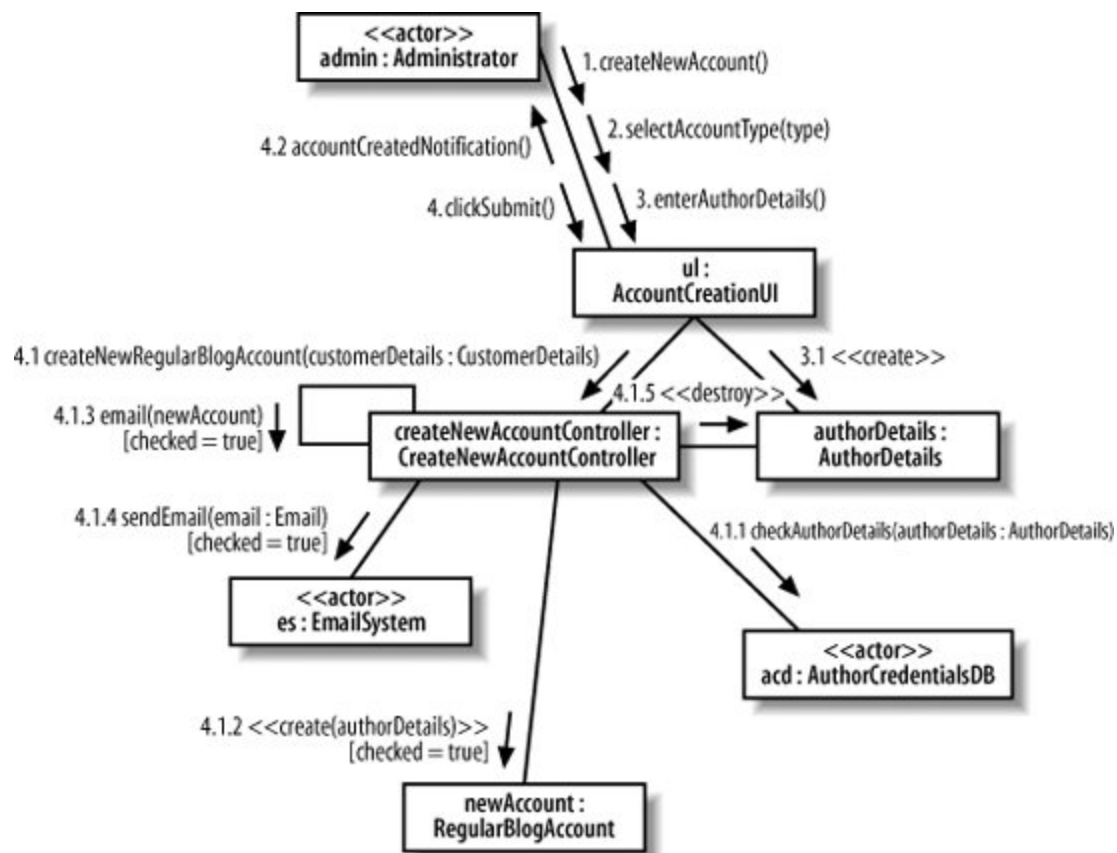 <<actor>>
admin : Administrator
1. createNewAccount()
2. selectAccountType(type)
4.2 accountCreatedNotification()
3. enterAuthorDetails()
4. clickSubmit()
ul :
AccountCreationUI
4.1 createNewRegularBlogAccount(customerDetails : CustomerDetails)
3.1 <<create>>
4.1.5 <<destroy>>
4.1.3 email(newAccount)
[checked = true]
createNewAccountController :
CreateNewAccountController
authorDetails :
AuthorDetails
4.1.4 sendEmail(email : Email)
[checked = true]
4.1.1 checkAuthorDetails(authorDetails : AuthorDetails)
<<actor>>
es : EmailSystem
<<actor>>
acd : AuthorCredentialsDB
4.1.2 <<create(authorDetails)>>
[checked = true]
newAccount :
RegularBlogAccount